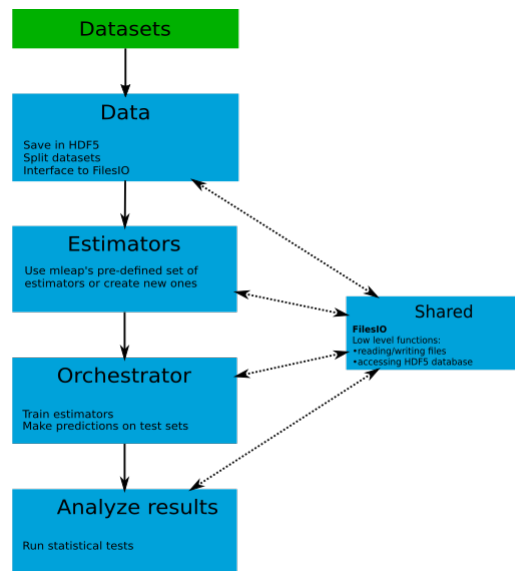 Datasets
Data
Save in HDF5
Split datasets
Interface to FilesIO
Estimators
Use mleap's pre-defined set of
estimators or create new ones
Shared
FilesIO
Low level functions:
•reading/writing files
•accessing HDF5 database
Orchestrator
Train estimators
Make predictions on test sets
Analyze results
Run statistical tests